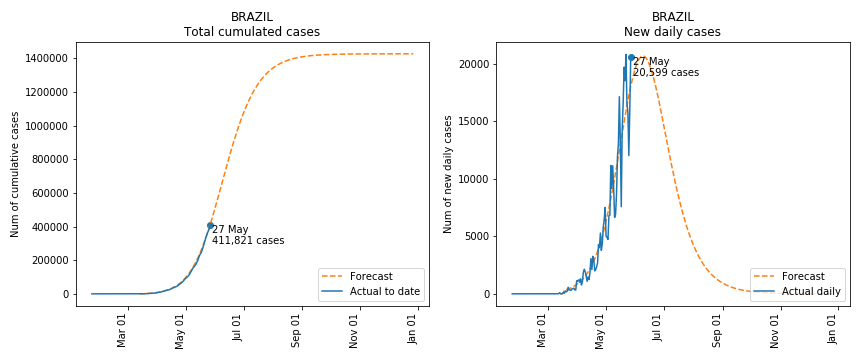 BRAZIL
Total cumulated cases
Num of cumulative cases
1400000
1200000
1000000
800000
600000
400000
200000
0
27 May
411,821 cases
Forecast
Actual to date
Mar 01
May 01
Jul 01
Sep 01
Nov 01
Jan 01
BRAZIL
New daily cases
Num of new daily cases
20000
15000
10000
5000
0
27 May
20,599 cases
Forecast
Actual daily
Mar 01
May 01
Jul 01
Sep 01
Nov 01
Jan 01